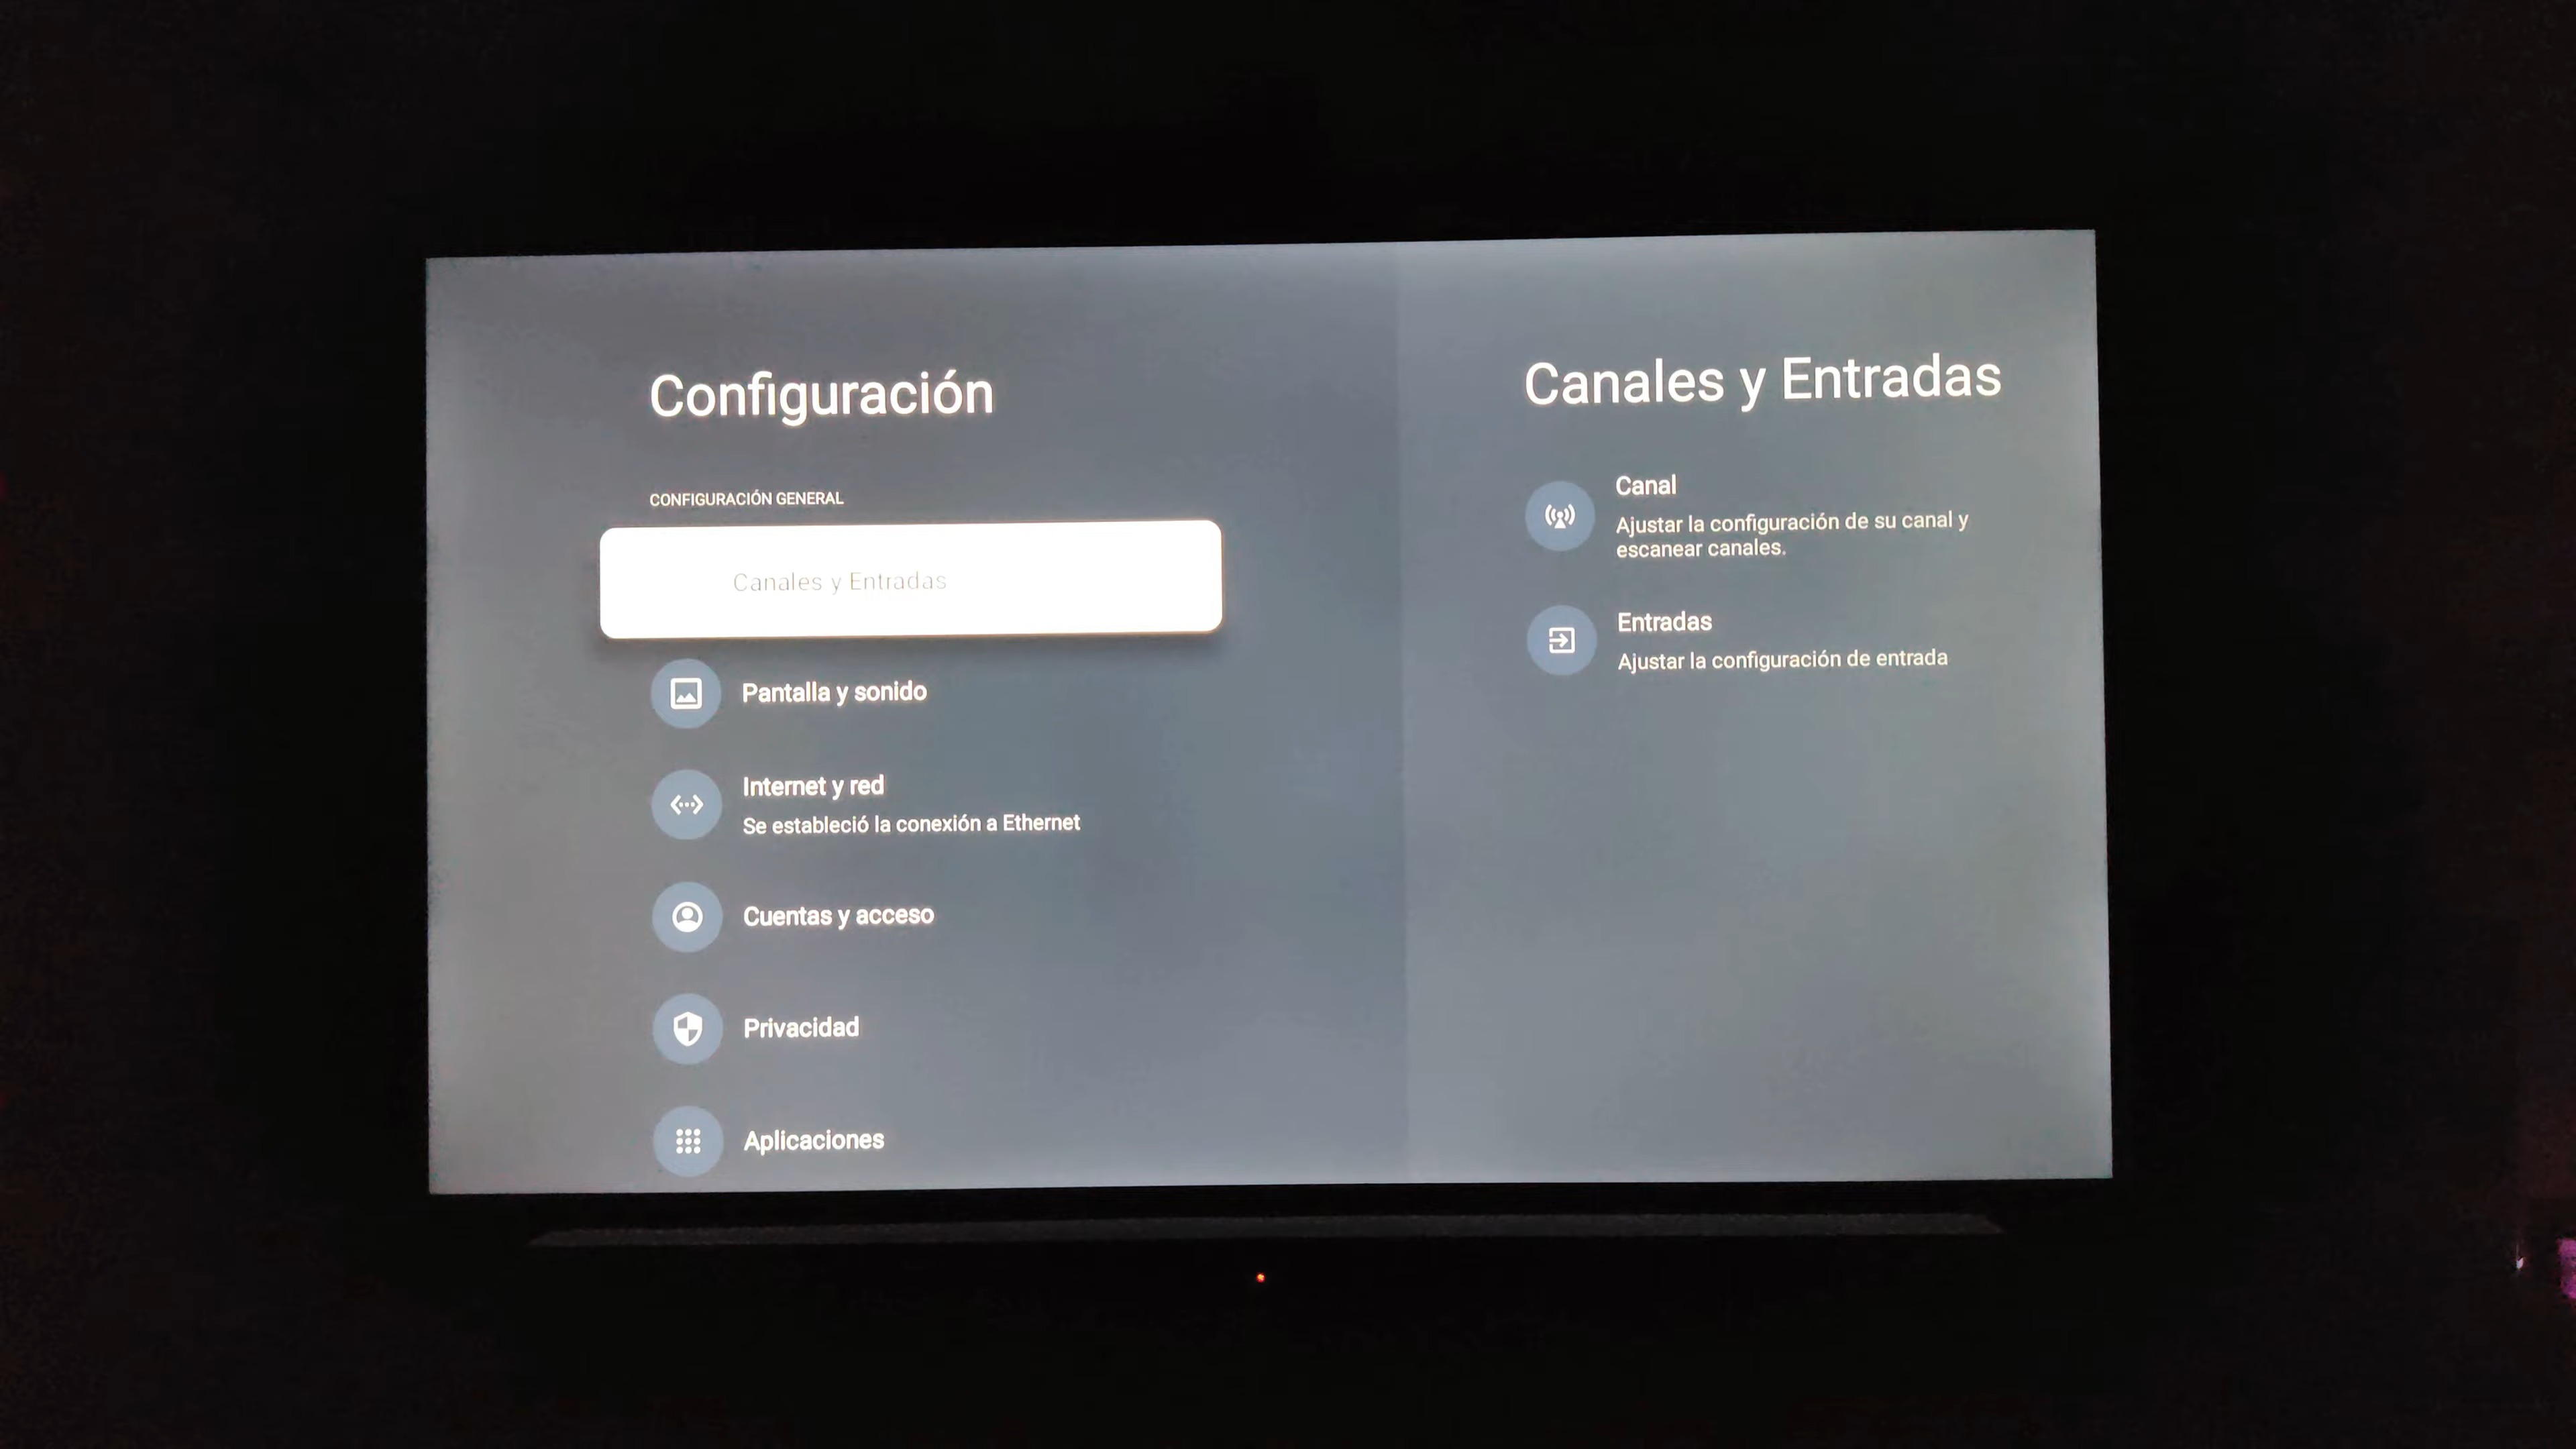 Configuración
CONFIGURACIÓN GENERAL
Canales y Entradas
Pantalla y sonido
Internet y red
Se estableció la conexión a Ethernet
Cuentas y acceso
Privacidad
Aplicaciones
Canales y Entradas
Canal
Ajustar la configuración de su canal y
escanear canales.
Entradas
Ajustar la configuración de entrada